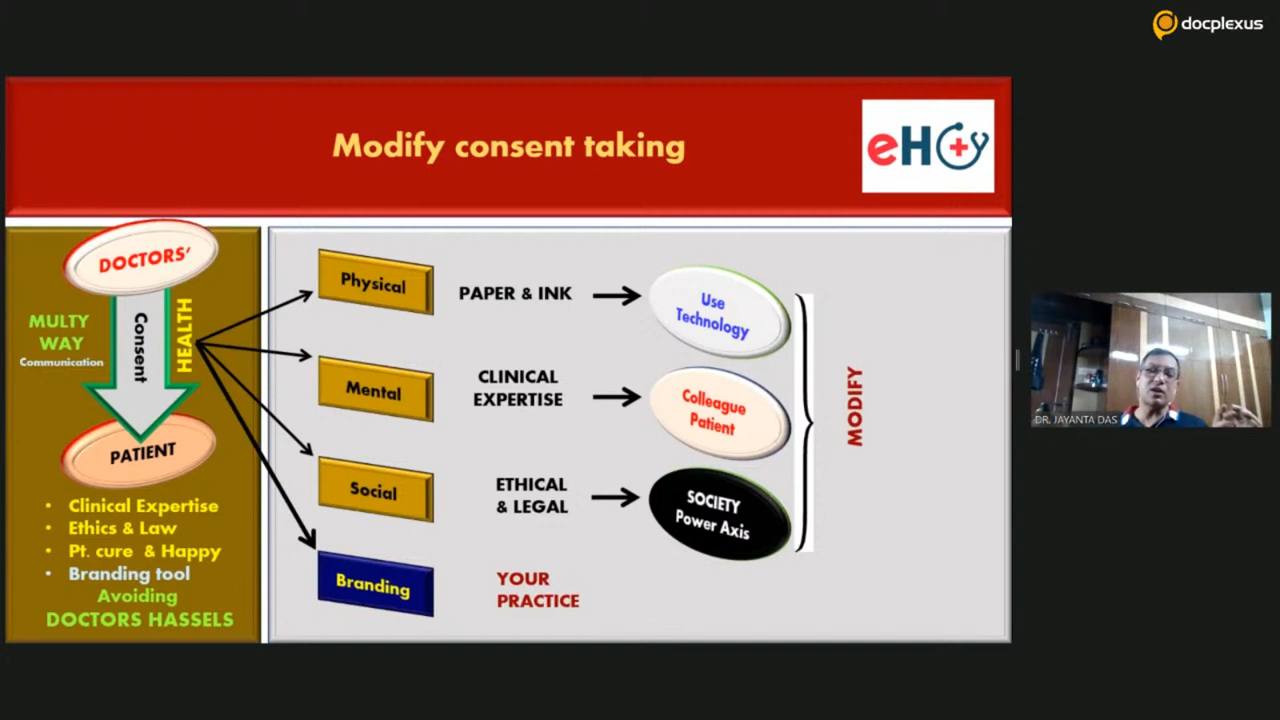 docplexus
Modify consent taking
eH
DOCTORS’
MULTY
WAY
Communication
Consent
HEALTH
PATIENT
• Clinical Expertise
• Ethics & Law
• Pt. cure & Happy
• Branding tool
Avoiding
DOCTORS HASSELS
Physical
PAPER & INK
Use
Technology
Mental
CLINICAL
EXPERTISE
Colleague
Patient
Social
ETHICAL
& LEGAL
SOCIETY
Power Axis
MODIFY
Branding
YOUR
PRACTICE
DR. JAYANTA DAS